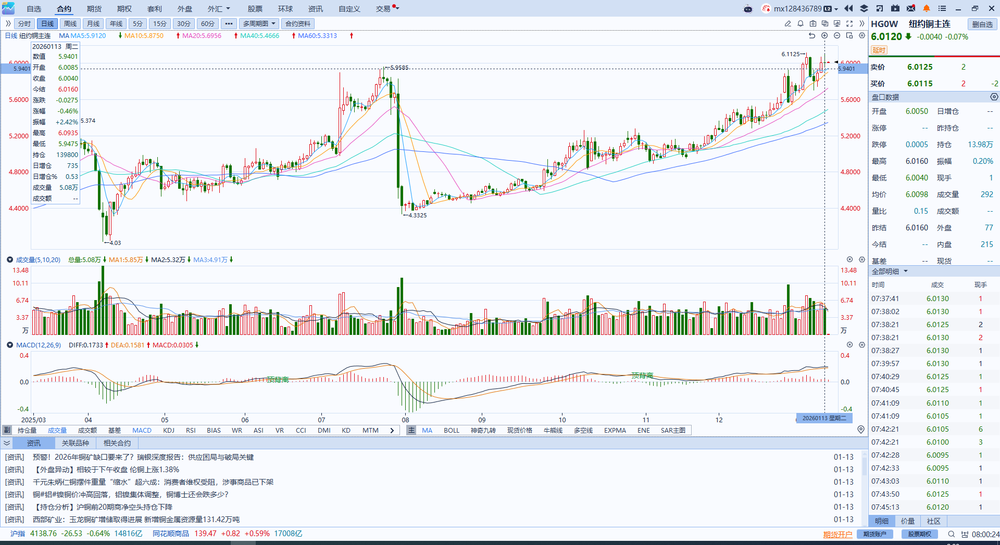 自选 合约 期货 期权 套利 外盘 外汇 股票 环球 资讯 自定义 交易 mx128436789 L2
分时 日线 周线 月线 年线 5分 15分 30分 60分 ••• 多周期图 合约资料
HG0W 纽约铜主连 删自选
日线 纽约铜主连 MA MA5:5.9120 MA10:5.8750 MA20:5.6956 MA40:5.4666 MA60:5.3313
6.0120 -0.0040 -0.07%
延时
20260113 周二
数值 5.9401
开盘 6.0085
收盘 6.0040
今结 6.0160
涨跌 -0.0275
涨幅 -0.46%
振幅 +2.42%
最高 6.0935
最低 5.9475
持仓 139800
日增仓 735
日增仓% 0.53
成交量 5.08万
成交额 --
6.0000
5.9401
5.6000
5.2000
4.8000
4.4000
5.374
←4.03
←5.9585
←4.3325
6.1125→
6.0000
5.9401
5.6000
5.2000
4.8000
4.4000
成交量(5,10,20) 总量:5.08万 MA1:5.85万 MA2:5.32万 MA3:4.91万
13.48
10.11
6.74
3.37
万
13.48
10.11
6.74
3.37
万
MACD(12,26,9) DIFF:0.1733 DEA:0.1581 MACD:0.0305
0.4
0.0
-0.4
顶背离
顶背离
0.4
0.0
-0.4
2025/03 04 05 06 07 08 09 10 11 12 20260113 星期二
副 持仓量 成交量 成交额 基差 MACD KDJ RSI BIAS WR ASI VR CCI DMI KD MTM
主 MA BOLL 神奇九转 现货价格 牛熊线 多空线 EXPMA ENE SAR主图
资讯 关联品种 相关合约
[资讯] 预警！2026年铜矿缺口要来了？瑞银深度报告：供应困局与破局关键 01-13
[资讯] 【外盘异动】相较于下午收盘 伦铜上涨1.38% 01-13
[资讯] 千元朱炳仁铜摆件重量“缩水”超六成：消费者维权受阻，涉事商品已下架 01-13
[资讯] 铜#铝#镍铜价冲高回落，铝镍集体调整，铜博士还会跌多少？ 01-13
[资讯] 【持仓分析】沪铜前20期商净空头持仓下降 01-13
[资讯] 西部矿业：玉龙铜矿增储取得进展 新增铜金属资源量131.42万吨 01-13
卖价 6.0125 2
买价 6.0115 2 -2
盘口数据
开盘 6.0050 日增仓 --
涨停 -- 昨持仓 --
跌停 0.0005 持仓 13.98万
最高 6.0160 振幅 0.20%
最低 6.0040 现手 1
均价 6.0098 成交量 292
量比 0.15 成交额 --
昨结 6.0160 外盘 77
今结 -- 内盘 215
基差 -- 现货 --
全部明细
时间 成交 现手
07:37:41 6.0130 1
07:38:02 6.0130 1
07:38:21 6.0125 2
07:38:21 6.0130 2
07:38:27 6.0130 1
07:39:57 6.0130 1
07:40:29 6.0125 1
07:40:45 6.0125 1
07:41:09 6.0110 1
07:41:09 6.0105 1
07:42:21 6.0105 6
07:42:21 6.0100 3
07:42:28 6.0095 1
07:42:33 6.0095 1
07:43:03 6.0110 1
07:43:50 6.0125 1
07:45:13 6.0120 1
明细 价量 社区
沪指 4138.76 -26.53 -0.64% 14816亿 同花顺商品 139.47 +0.82 +0.59% 17008亿
期货开户 期货账户 股票期权 08:00:24